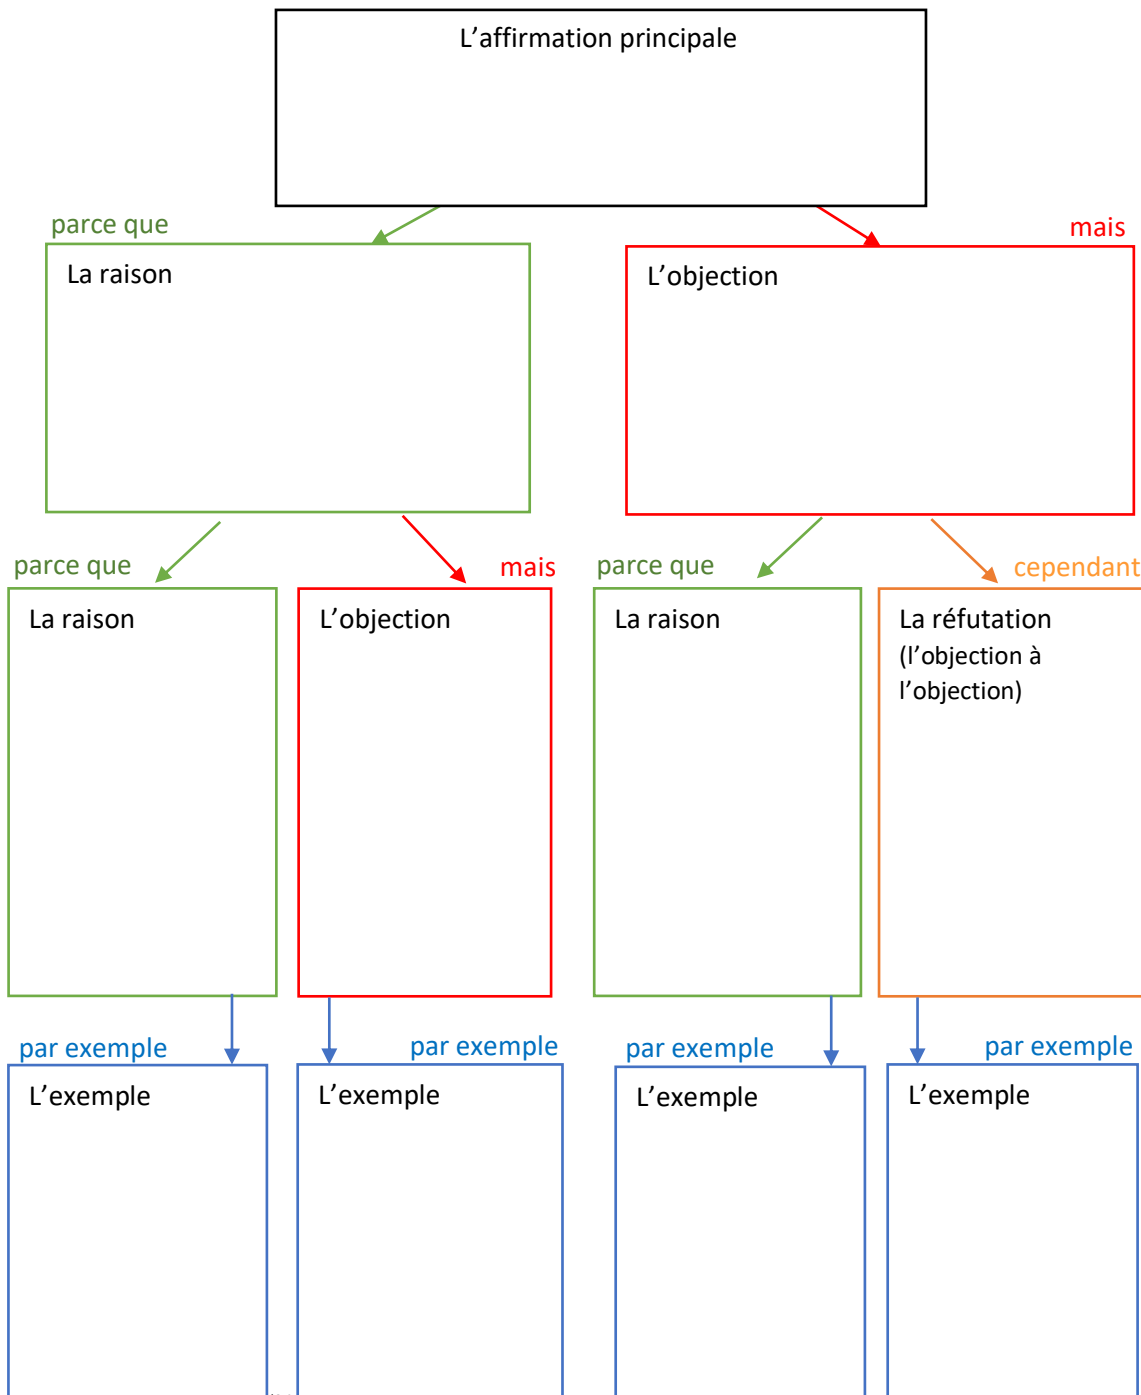 L’affirmation principale
parce que
mais
La raison
L’objection
parce que
mais
parce que
cependant
La raison
L’objection
La raison
La réfutation
(l’objection à
l’objection)
par exemple
par exemple
par exemple
par exemple
L’exemple
L’exemple
L’exemple
L’exemple